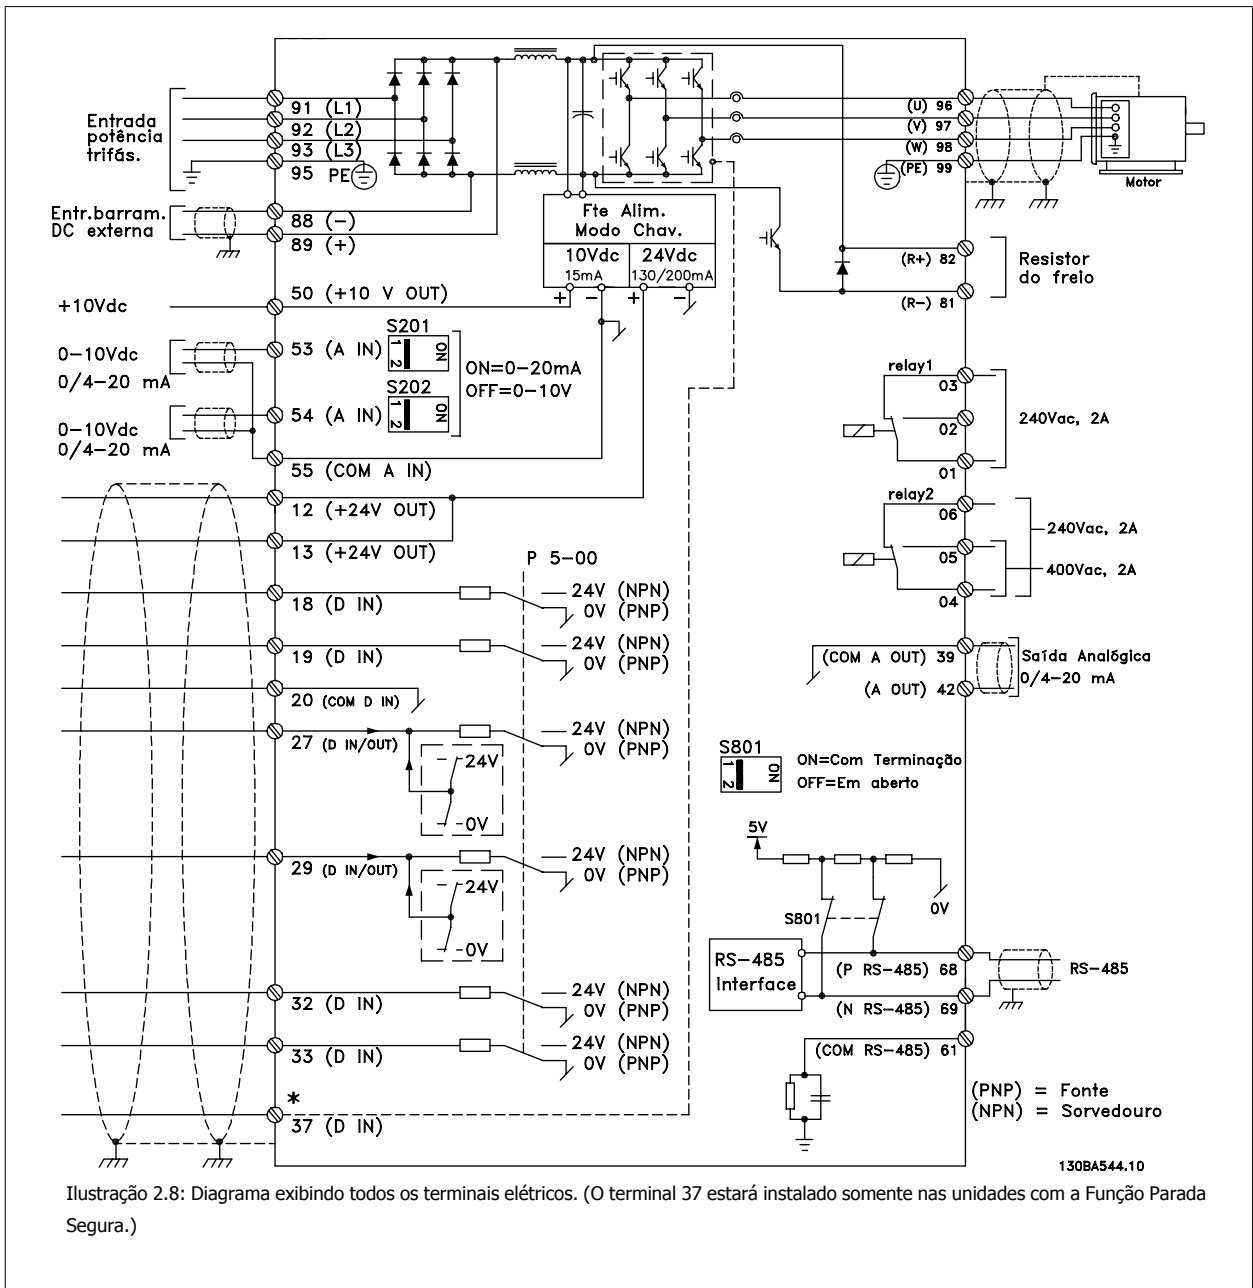 Entrada
potência
trifás.
91 (L1)
92 (L2)
93 (L3)
95 PE
Entr.barram.
DC externa
88 (−)
89 (+)
Fte Alim.
Modo Chav.
10Vdc
15mA
24Vdc
130/200mA
+ − + −
(U) 96
(V) 97
(W) 98
(PE) 99
Motor
(R+) 82
(R−) 81
Resistor
do freio
+10Vdc
50 (+10 V OUT)
0−10Vdc
0/4−20 mA
53 (A IN)
S201
1 2
ON
ON=0−20mA
OFF=0−10V
0−10Vdc
0/4−20 mA
54 (A IN)
S202
1 2
ON
55 (COM A IN)
12 (+24V OUT)
13 (+24V OUT)
P 5-00
18 (D IN)
24V (NPN)
0V (PNP)
19 (D IN)
24V (NPN)
0V (PNP)
20 (COM D IN)
27 (D IN/OUT)
24V (NPN)
0V (PNP)
24V
0V
29 (D IN/OUT)
24V (NPN)
0V (PNP)
24V
0V
32 (D IN)
24V (NPN)
0V (PNP)
33 (D IN)
24V (NPN)
0V (PNP)
*
37 (D IN)
relay1
03
02
01
240Vac, 2A
relay2
06
05
04
240Vac, 2A
400Vac, 2A
(COM A OUT) 39
(A OUT) 42
Saída Analógica
0/4−20 mA
S801
1 2
ON
ON=Com Terminação
OFF=Em aberto
5V
0V
S801
RS−485
Interface
(P RS−485) 68
(N RS−485) 69
RS−485
(COM RS−485) 61
(PNP) = Fonte
(NPN) = Sorvedouro
130BA544.10
Ilustração 2.8: Diagrama exibindo todos os terminais elétricos. (O terminal 37 estará instalado somente nas unidades com a Função Parada
Segura.)